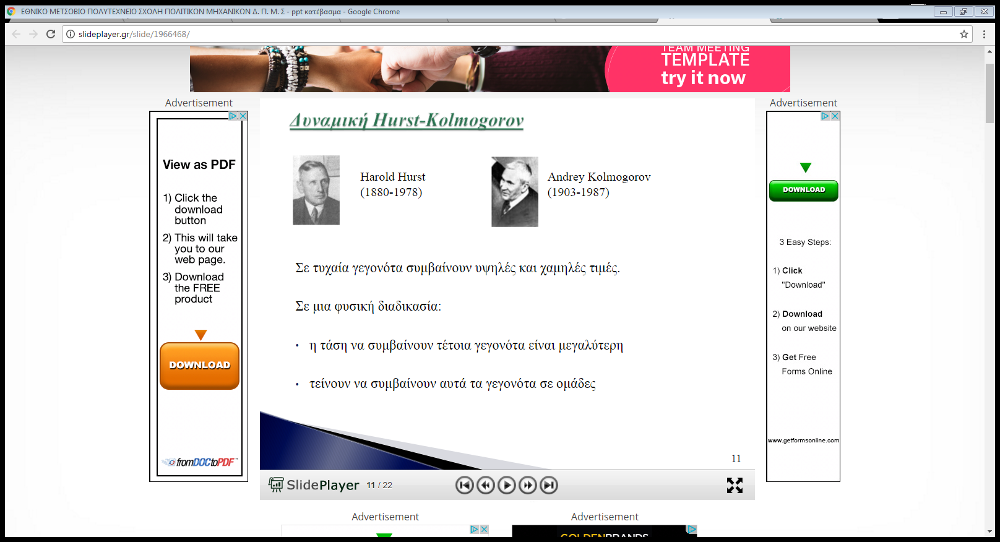 ΕΘΝΙΚΟ ΜΕΤΣΟΒΙΟ ΠΟΛΥΤΕΧΝΕΙΟ ΣΧΟΛΗ ΠΟΛΙΤΙΚΩΝ ΜΗΧΑΝΙΚΩΝ Δ. Π. Μ. Σ - ppt κατέβασμα - Google Chrome
slideplayer.gr/slide/1966468/
TEAM MEETING
TEMPLATE
try it now
Advertisement
Advertisement
View as PDF
1) Click the
download
button
2) This will take
you to our
web page.
3) Download
the FREE
product
DOWNLOAD
fromDOCtoPDF™
Δυναμική Hurst-Kolmogorov
Harold Hurst
(1880-1978)
Andrey Kolmogorov
(1903-1987)
Σε τυχαία γεγονότα συμβαίνουν υψηλές και χαμηλές τιμές.
Σε μια φυσική διαδικασία:
• η τάση να συμβαίνουν τέτοια γεγονότα είναι μεγαλύτερη
• τείνουν να συμβαίνουν αυτά τα γεγονότα σε ομάδες
11
SlidePlayer 11 / 22
DOWNLOAD
3 Easy Steps:
1) Click
"Download"
2) Download
on our website
3) Get Free
Forms Online
www.getformsonline.com
Advertisement
Advertisement
GOLDENBRANDS